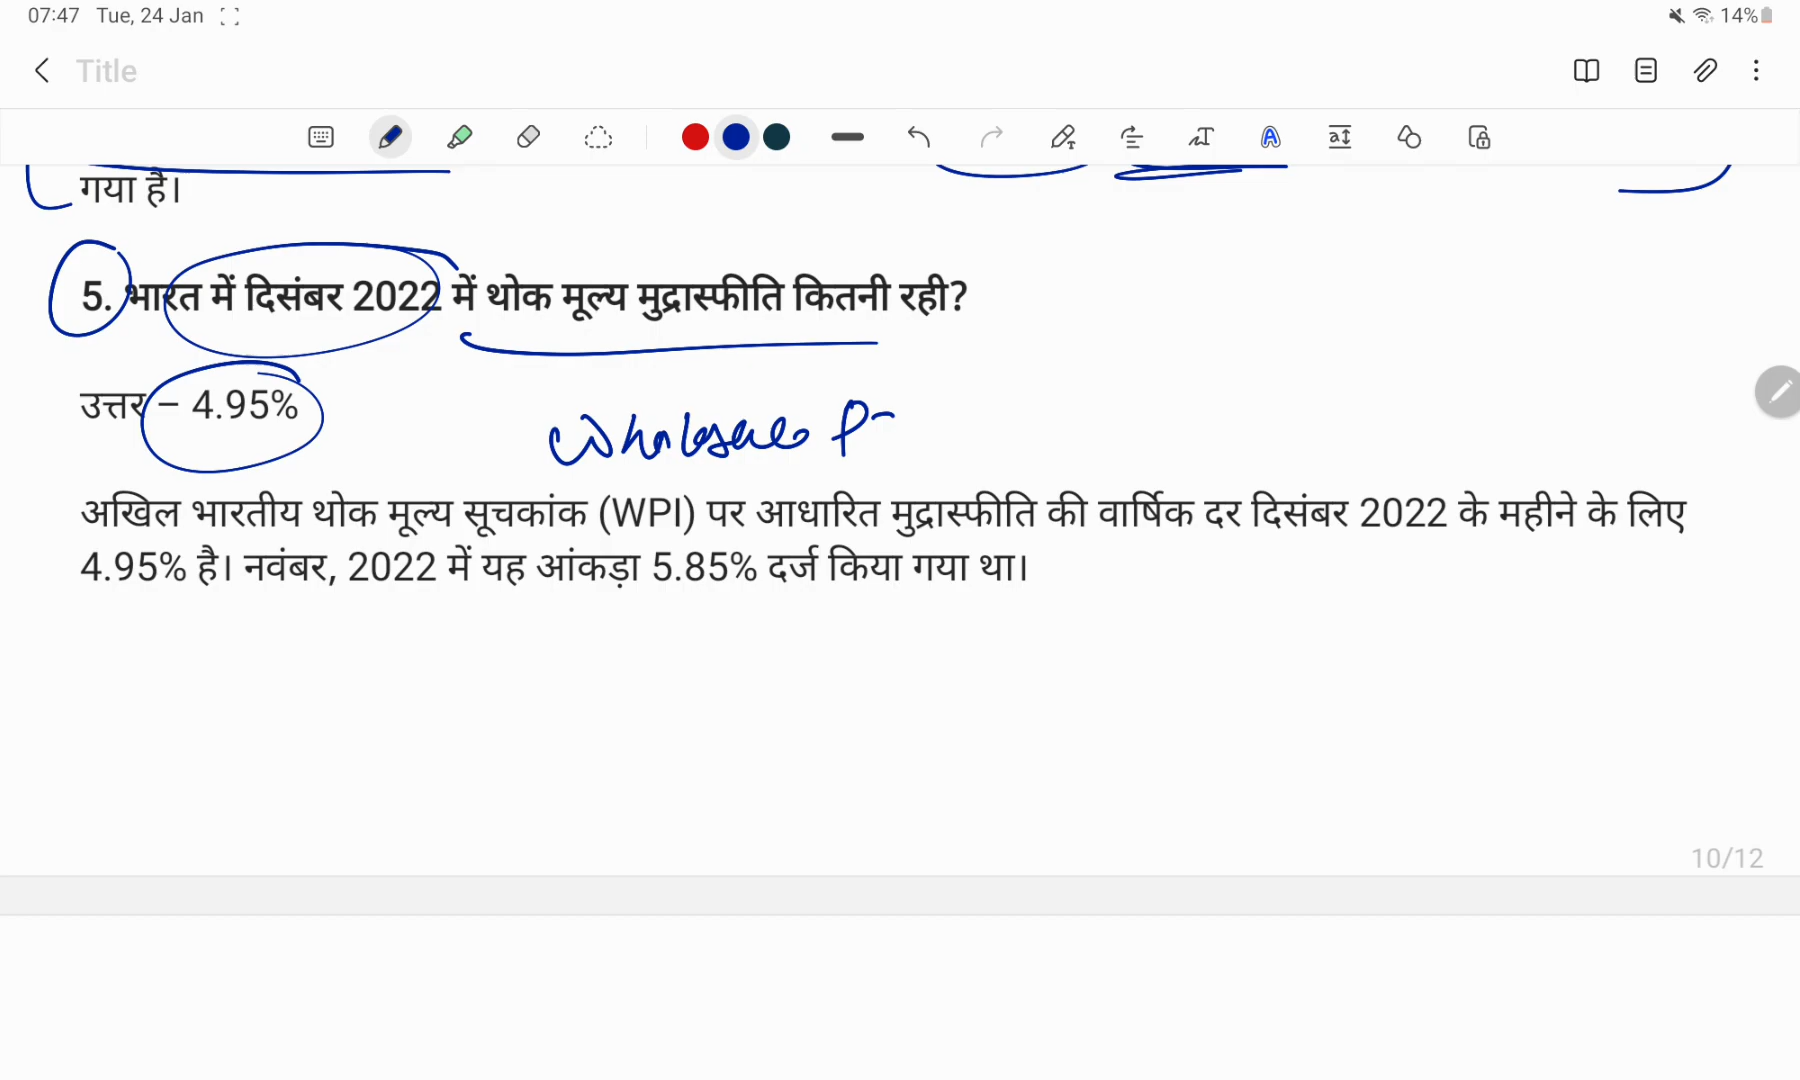 07:47 Tue, 24 Jan 14%
Title
गया है।
5. भारत में दिसंबर 2022 में थोक मूल्य मुद्रास्फीति कितनी रही?
उत्तर – 4.95%
wholesale
अखिल भारतीय थोक मूल्य सूचकांक (WPI) पर आधारित मुद्रास्फीति की वार्षिक दर दिसंबर 2022 के महीने के लिए
4.95% है। नवंबर, 2022 में यह आंकड़ा 5.85% दर्ज किया गया था।
10/12